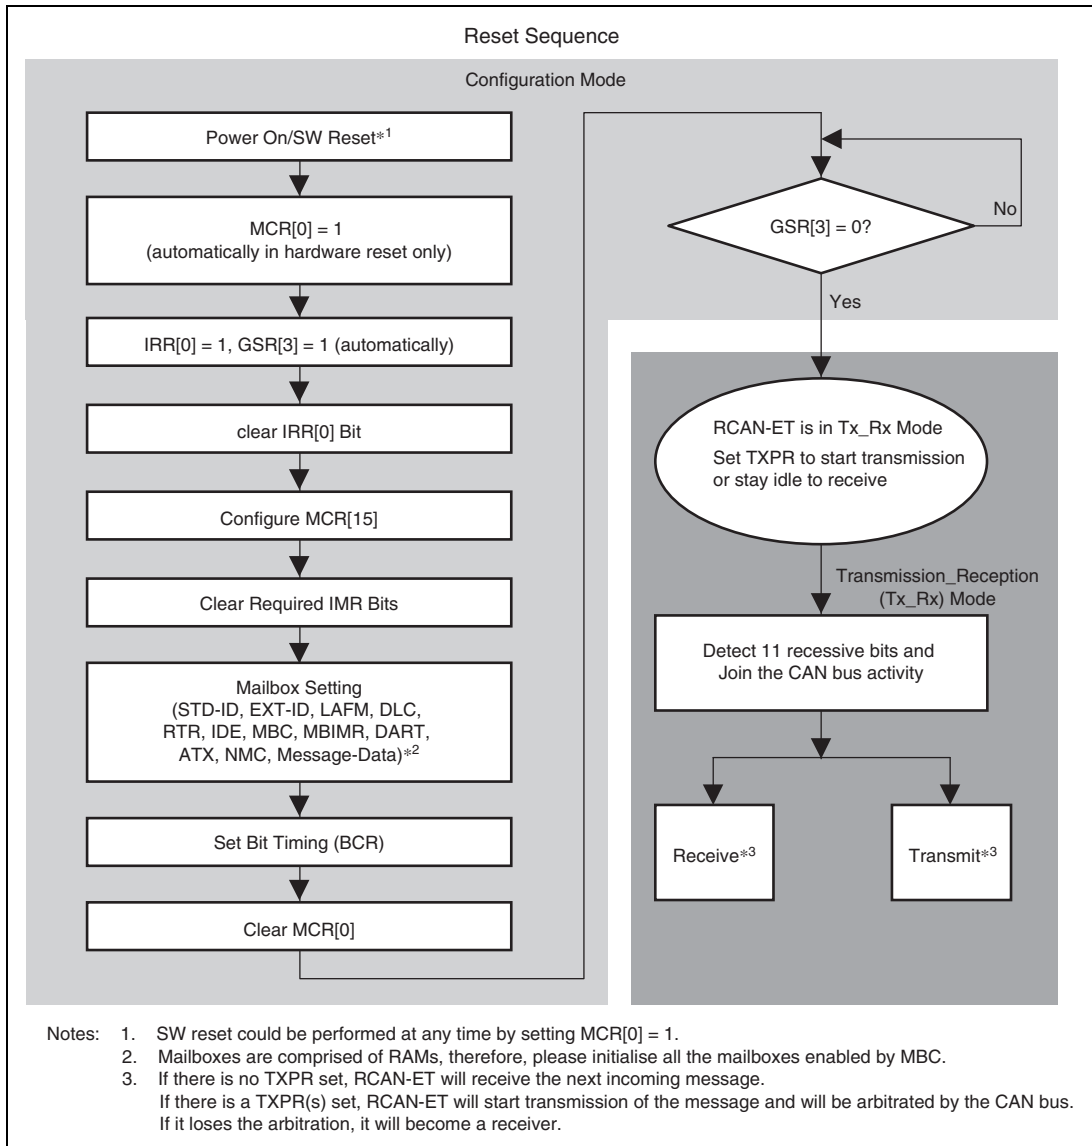 Reset Sequence
Configuration Mode
Power On/SW Reset*1
MCR[0] = 1
(automatically in hardware reset only)
IRR[0] = 1, GSR[3] = 1 (automatically)
clear IRR[0] Bit
Configure MCR[15]
Clear Required IMR Bits
Mailbox Setting
(STD-ID, EXT-ID, LAFM, DLC,
RTR, IDE, MBC, MBIMR, DART,
ATX, NMC, Message-Data)*2
Set Bit Timing (BCR)
Clear MCR[0]
GSR[3] = 0?
No
Yes
RCAN-ET is in Tx_Rx Mode
Set TXPR to start transmission
or stay idle to receive
Transmission_Reception
(Tx_Rx) Mode
Detect 11 recessive bits and
Join the CAN bus activity
Receive*3
Transmit*3
Notes: 1. SW reset could be performed at any time by setting MCR[0] = 1.
2. Mailboxes are comprised of RAMs, therefore, please initialise all the mailboxes enabled by MBC.
3. If there is no TXPR set, RCAN-ET will receive the next incoming message.
If there is a TXPR(s) set, RCAN-ET will start transmission of the message and will be arbitrated by the CAN bus.
If it loses the arbitration, it will become a receiver.